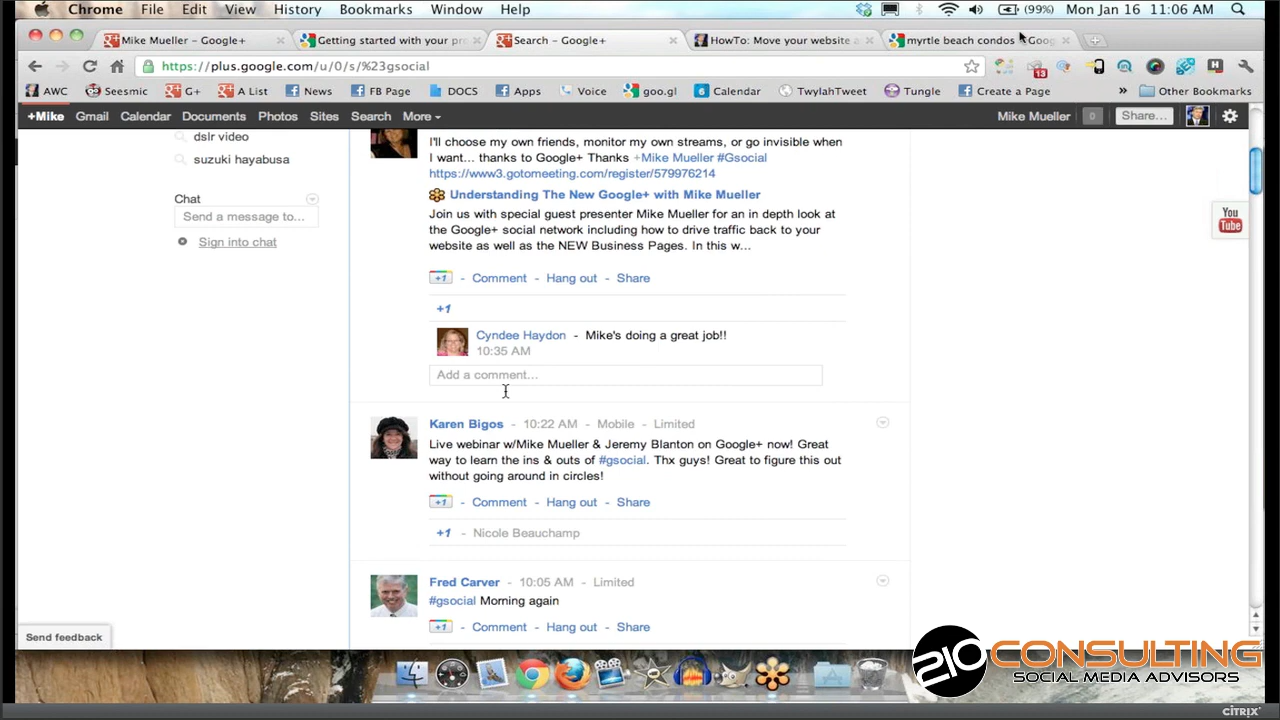 Chrome File Edit View History Bookmarks Window Help (99%) Mon Jan 16 11:06 AM
Mike Mueller - Google+ Getting started with your pre Search - Google+ HowTo: Move your website a myrtle beach condos - Goog
https://plus.google.com/u/0/s/%23gsocial
13
AWC Seesmic G+ A List News FB Page DOCS Apps Voice goo.gl Calendar TwylahTweet Tungle Create a Page » Other Bookmarks
+Mike Gmail Calendar Documents Photos Sites Search More Mike Mueller 0 Share...
dslr video
suzuki hayabusa
Chat
Send a message to...
Sign into chat
I'll choose my own friends, monitor my own streams, or go invisible when
I want... thanks to Google+ Thanks +Mike Mueller #Gsocial
https://www3.gotomeeting.com/register/579976214
Understanding The New Google+ with Mike Mueller
Join us with special guest presenter Mike Mueller for an in depth look at
the Google+ social network including how to drive traffic back to your
website as well as the NEW Business Pages. In this w...
+1 - Comment - Hang out - Share
+1
Cyndee Haydon - Mike's doing a great job!!
10:35 AM
Add a comment...
Karen Bigos - 10:22 AM - Mobile - Limited
Live webinar w/Mike Mueller & Jeremy Blanton on Google+ now! Great
way to learn the ins & outs of #gsocial. Thx guys! Great to figure this out
without going around in circles!
+1 - Comment - Hang out - Share
+1 - Nicole Beauchamp
Fred Carver - 10:05 AM - Limited
#gsocial Morning again
+1 - Comment - Hang out - Share
You
Tube
Send feedback
210 CONSULTING
SOCIAL MEDIA ADVISORS
CITRIX